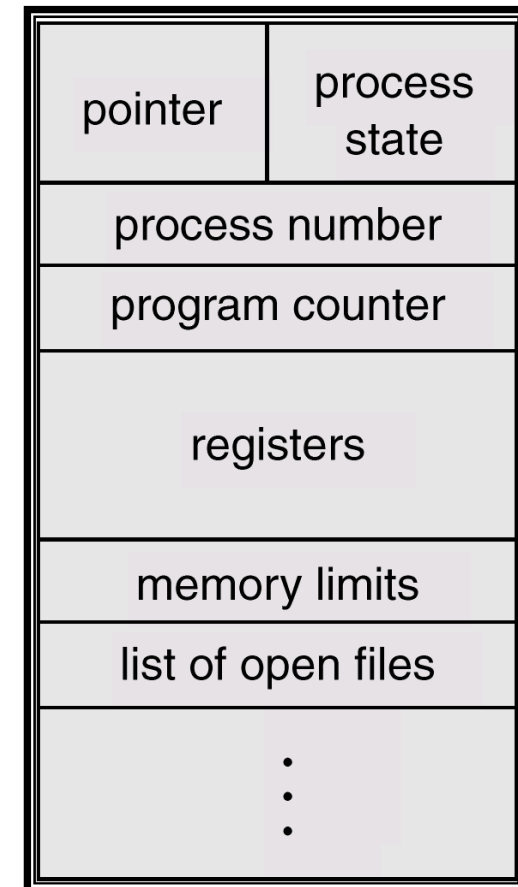 pointer
process
state
process number
program counter
registers
memory limits
list of open files
.
.
.